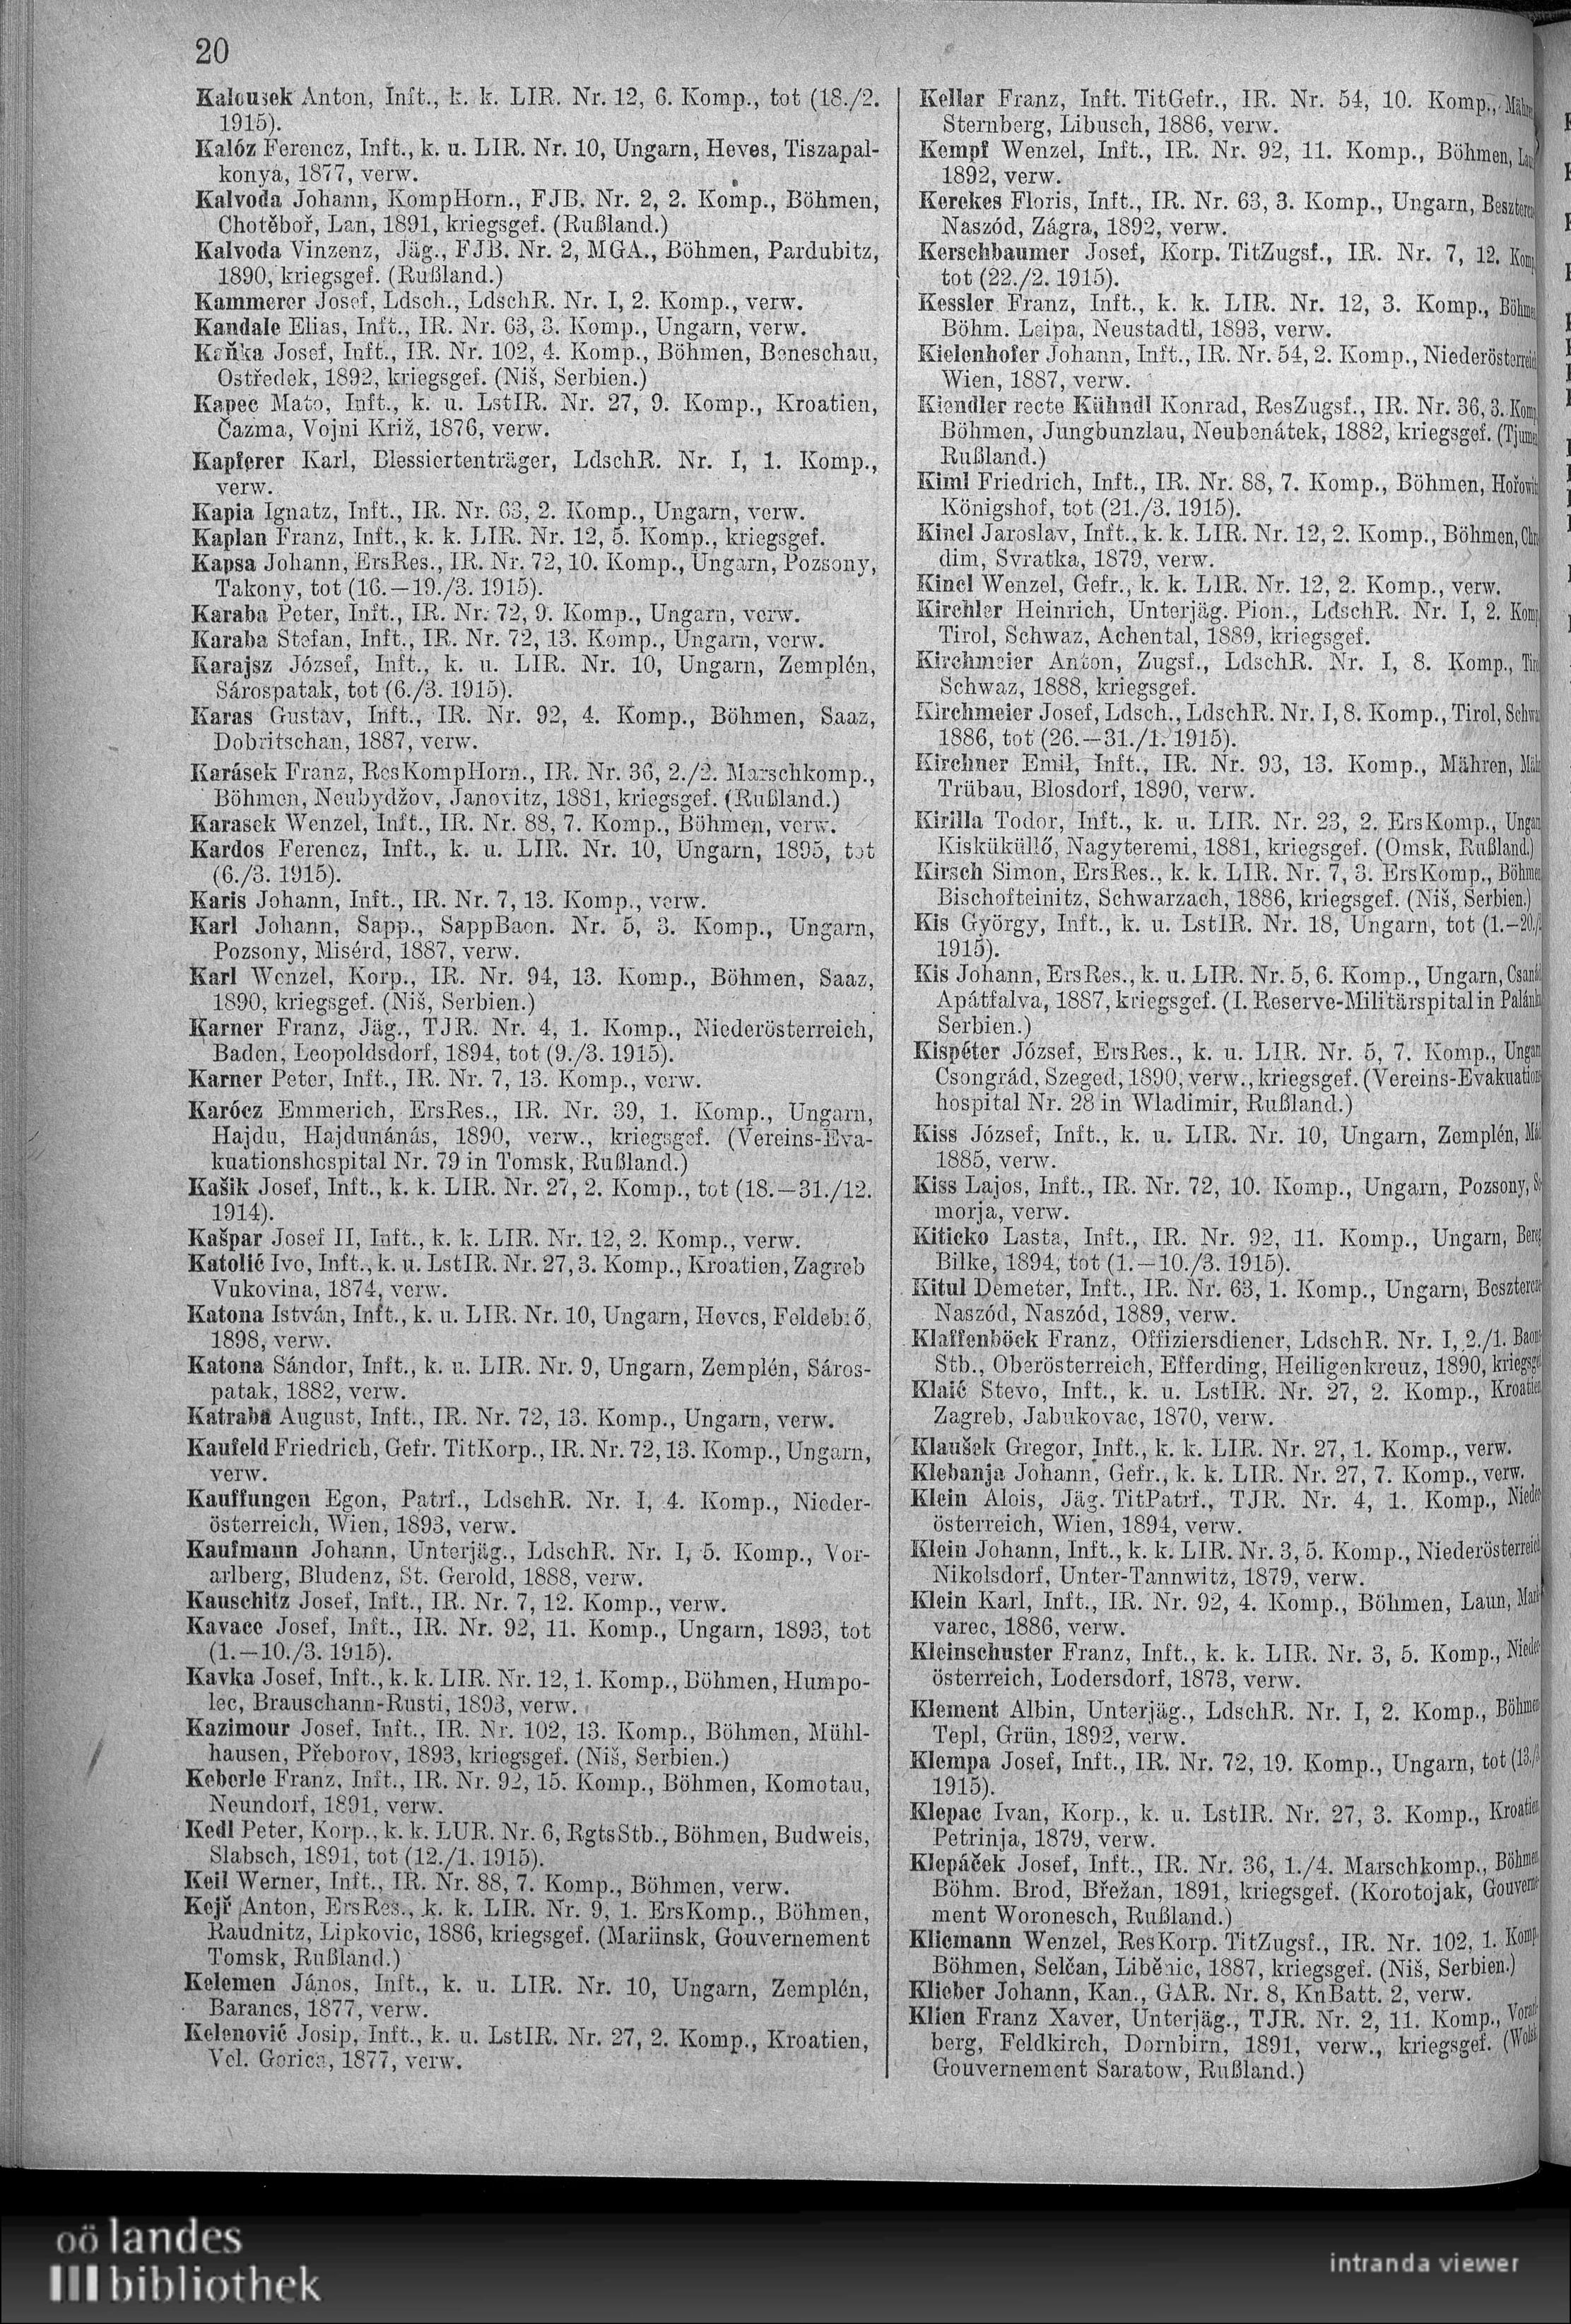 20
Kalousek Anton, Inft., k. k. LIR. Nr. 12, 6. Komp., tot (18./2.
1915).
Kalóz Ferencz, Inft., k. u. LIR. Nr. 10, Ungarn, Heves, Tiszapal-
konya, 1877, verw.
Kalvoda Johann, KompHorn., FJB. Nr. 2, 2. Komp., Böhmen,
Chotěboř, Lan, 1891, kriegsgef. (Rußland.)
Kalvoda Vinzenz, Jäg., FJB. Nr. 2, MGA., Böhmen, Pardubitz,
1890, kriegsgef. (Rußland.)
Kammerer Josef, Ldsch., LdschR. Nr. I, 2. Komp., verw.
Kandale Elias, Inft., IR. Nr. 63, 3. Komp., Ungarn, verw.
Kaňka Josef, Inft., IR. Nr. 102, 4. Komp., Böhmen, Beneschau,
Ostředek, 1892, kriegsgef. (Niš, Serbien.)
Kapec Mato, Inft., k. u. LstIR. Nr. 27, 9. Komp., Kroatien,
Čazma, Vojni Križ, 1876, verw.
Kapferer Karl, Blessiertenträger, LdschR. Nr. I, 1. Komp.,
verw.
Kapia Ignatz, Inft., IR. Nr. 63, 2. Komp., Ungarn, verw.
Kaplan Franz, Inft., k. k. LIR. Nr. 12, 5. Komp., kriegsgef.
Kapsa Johann, ErsRes., IR. Nr. 72, 10. Komp., Ungarn, Pozsony,
Takony, tot (16.—19./3. 1915).
Karaba Peter, Inft., IR. Nr. 72, 9. Komp., Ungarn, verw.
Karaba Stefan, Inft., IR. Nr. 72, 13. Komp., Ungarn, verw.
Karajsz József, Inft., k. u. LIR. Nr. 10, Ungarn, Zemplén,
Sárospatak, tot (6./3. 1915).
Karas Gustav, Inft., IR. Nr. 92, 4. Komp., Böhmen, Saaz,
Dobritschan, 1887, verw.
Karásek Franz, ResKompHorn., IR. Nr. 36, 2./2. Marschkomp.,
Böhmen, Neubydžov, Janovitz, 1881, kriegsgef. (Rußland.)
Karasek Wenzel, Inft., IR. Nr. 88, 7. Komp., Böhmen, verw.
Kardos Ferencz, Inft., k. u. LIR. Nr. 10, Ungarn, 1895, tot
(6./3. 1915).
Karis Johann, Inft., IR. Nr. 7, 13. Komp., verw.
Karl Johann, Sapp., SappBaon. Nr. 5, 3. Komp., Ungarn,
Pozsony, Misérd, 1887, verw.
Karl Wenzel, Korp., IR. Nr. 94, 13. Komp., Böhmen, Saaz,
1890, kriegsgef. (Niš, Serbien.)
Karner Franz, Jäg., TJR. Nr. 4, 1. Komp., Niederösterreich,
Baden, Leopoldsdorf, 1894, tot (9./3. 1915).
Karner Peter, Inft., IR. Nr. 7, 13. Komp., verw.
Karócz Emmerich, ErsRes., IR. Nr. 39, 1. Komp., Ungarn,
Hajdu, Hajdunánás, 1890, verw., kriegsgef. (Vereins-Eva-
kuationshospital Nr. 79 in Tomsk, Rußland.)
Kašik Josef, Inft., k. k. LIR. Nr. 27, 2. Komp., tot (18.—31./12.
1914).
Kašpar Josef II, Inft., k. k. LIR. Nr. 12, 2. Komp., verw.
Katolić Ivo, Inft., k. u. LstIR. Nr. 27, 3. Komp., Kroatien, Zagreb
Vukovina, 1874, verw.
Katona István, Inft., k. u. LIR. Nr. 10, Ungarn, Heves, Feldebrő,
1898, verw.
Katona Sándor, Inft., k. u. LIR. Nr. 9, Ungarn, Zemplén, Sáros-
patak, 1882, verw.
Katraba August, Inft., IR. Nr. 72, 13. Komp., Ungarn, verw.
Kaufeld Friedrich, Gefr. TitKorp., IR. Nr. 72, 13. Komp., Ungarn,
verw.
Kauffungen Egon, Patrf., LdschR. Nr. I, 4. Komp., Nieder-
österreich, Wien, 1893, verw.
Kaufmann Johann, Unterjäg., LdschR. Nr. I, 5. Komp., Vor-
arlberg, Bludenz, St. Gerold, 1888, verw.
Kauschitz Josef, Inft., IR. Nr. 7, 12. Komp., verw.
Kavacc Josef, Inft., IR. Nr. 92, 11. Komp., Ungarn, 1893, tot
(1.—10./3. 1915).
Kavka Josef, Inft., k. k. LIR. Nr. 12, 1. Komp., Böhmen, Humpo-
lec, Brauschann-Rusti, 1893, verw.
Kazimour Josef, Inft., IR. Nr. 102, 13. Komp., Böhmen, Mühl-
hausen, Přeborov, 1893, kriegsgef. (Niš, Serbien.)
Keberle Franz, Inft., IR. Nr. 92, 15. Komp., Böhmen, Komotau,
Neundorf, 1891, verw.
Kedl Peter, Korp., k. k. LUR. Nr. 6, RgtsStb., Böhmen, Budweis,
Slabsch, 1891, tot (12./1. 1915).
Keil Werner, Inft., IR. Nr. 88, 7. Komp., Böhmen, verw.
Kejř Anton, ErsRes., k. k. LIR. Nr. 9, 1. ErsKomp., Böhmen,
Raudnitz, Lipkovic, 1886, kriegsgef. (Mariinsk, Gouvernement
Tomsk, Rußland.)
Kelemen János, Inft., k. u. LIR. Nr. 10, Ungarn, Zemplén,
Barancs, 1877, verw.
Kelenović Josip, Inft., k. u. LstIR. Nr. 27, 2. Komp., Kroatien,
Vel. Gorica, 1877, verw.
Kellar Franz, Inft. TitGefr., IR. Nr. 54, 10. Komp.,
Sternberg, Libusch, 1886, verw.
Kempf Wenzel, Inft., IR. Nr. 92, 11. Komp., Böhmen,
1892, verw.
Kerekes Floris, Inft., IR. Nr. 63, 3. Komp., Ungarn,
Naszód, Zágra, 1892, verw.
Kerschbaumer Josef, Korp. TitZugsf., IR. Nr. 7, 12.
tot (22./2. 1915).
Kessler Franz, Inft., k. k. LIR. Nr. 12, 3. Komp.,
Böhm. Leipa, Neustadtl, 1893, verw.
Kielenhofer Johann, Inft., IR. Nr. 54, 2. Komp.,
Wien, 1887, verw.
Kiendler recte Kühndl Konrad, ResZugsf., IR. Nr. 36, 3.
Böhmen, Jungbunzlau, Neubenátek, 1882, kriegsgef.
Rußland.)
Kiml Friedrich, Inft., IR. Nr. 88, 7. Komp., Böhmen,
Königshof, tot (21./3. 1915).
Kincl Jaroslav, Inft., k. k. LIR. Nr. 12, 2. Komp., Böhmen,
dim, Svratka, 1879, verw.
Kincl Wenzel, Gefr., k. k. LIR. Nr. 12, 2. Komp., verw.
Kirchler Heinrich, Unterjäg. Pion., LdschR. Nr. I, 2.
Tirol, Schwaz, Achental, 1889, kriegsgef.
Kirchmeier Anton, Zugsf., LdschR. Nr. I, 8. Komp.,
Schwaz, 1888, kriegsgef.
Kirchmeier Josef, Ldsch., LdschR. Nr. I, 8. Komp., Tirol,
1886, tot (26.—31./1. 1915).
Kirchner Emil, Inft., IR. Nr. 93, 13. Komp., Mähren,
Trübau, Blosdorf, 1890, verw.
Kirilla Todor, Inft., k. u. LIR. Nr. 23, 2. ErsKomp.,
Kisküküllő, Nagyteremi, 1881, kriegsgef. (Omsk, Rußland.)
Kirsch Simon, ErsRes., k. k. LIR. Nr. 7, 3. ErsKomp.,
Bischofteinitz, Schwarzach, 1886, kriegsgef. (Niš, Serbien.)
Kis György, Inft., k. u. LstIR. Nr. 18, Ungarn, tot
1915).
Kis Johann, ErsRes., k. u. LIR. Nr. 5, 6. Komp., Ungarn,
Apátfalva, 1887, kriegsgef. (I. Reserve-Militärspital in
Serbien.)
Kispéter József, ErsRes., k. u. LIR. Nr. 5, 7. Komp.,
Csongrád, Szeged, 1890, verw., kriegsgef. (Vereins-Evakuations
hospital Nr. 28 in Wladimir, Rußland.)
Kiss József, Inft., k. u. LIR. Nr. 10, Ungarn, Zemplén,
1885, verw.
Kiss Lajos, Inft., IR. Nr. 72, 10. Komp., Ungarn, Pozsony,
morja, verw.
Kiticko Lasta, Inft., IR. Nr. 92, 11. Komp., Ungarn,
Bilke, 1894, tot (1.—10./3. 1915).
Kitul Demeter, Inft., IR. Nr. 63, 1. Komp., Ungarn,
Naszód, Naszód, 1889, verw.
Klaffenböck Franz, Offiziersdiener, LdschR. Nr. I, 2./1.
Stb., Oberösterreich, Efferding, Heiligenkreuz, 1890,
Klaić Stevo, Inft., k. u. LstIR. Nr. 27, 2. Komp.,
Zagreb, Jabukovac, 1870, verw.
Klaušek Gregor, Inft., k. k. LIR. Nr. 27, 1. Komp., verw.
Klebanja Johann, Gefr., k. k. LIR. Nr. 27, 7. Komp., verw.
Klein Alois, Jäg. TitPatrf., TJR. Nr. 4, 1. Komp.,
österreich, Wien, 1894, verw.
Klein Johann, Inft., k. k. LIR. Nr. 3, 5. Komp., Niederösterreich
Nikolsdorf, Unter-Tannwitz, 1879, verw.
Klein Karl, Inft., IR. Nr. 92, 4. Komp., Böhmen, Laun,
varec, 1886, verw.
Kleinschuster Franz, Inft., k. k. LIR. Nr. 3, 5. Komp.,
österreich, Lodersdorf, 1873, verw.
Klement Albin, Unterjäg., LdschR. Nr. I, 2. Komp., Böhmen
Tepl, Grün, 1892, verw.
Klempa Josef, Inft., IR. Nr. 72, 19. Komp., Ungarn, tot
1915).
Klepac Ivan, Korp., k. u. LstIR. Nr. 27, 3. Komp.,
Petrinja, 1879, verw.
Klepáček Josef, Inft., IR. Nr. 36, 1./4. Marschkomp., Böhmen
Böhm. Brod, Břežan, 1891, kriegsgef. (Korotojak, Gouverne-
ment Woronesch, Rußland.)
Kliemann Wenzel, ResKorp. TitZugsf., IR. Nr. 102, 1. Komp.
Böhmen, Selčan, Liběnic, 1887, kriegsgef. (Niš, Serbien.)
Klieber Johann, Kan., GAR. Nr. 8, KnBatt. 2, verw.
Klien Franz Xaver, Unterjäg., TJR. Nr. 2, 11. Komp.,
berg, Feldkirch, Dornbirn, 1891, verw., kriegsgef.
Gouvernement Saratow, Rußland.)
oö landes
bibliothek
intranda viewer